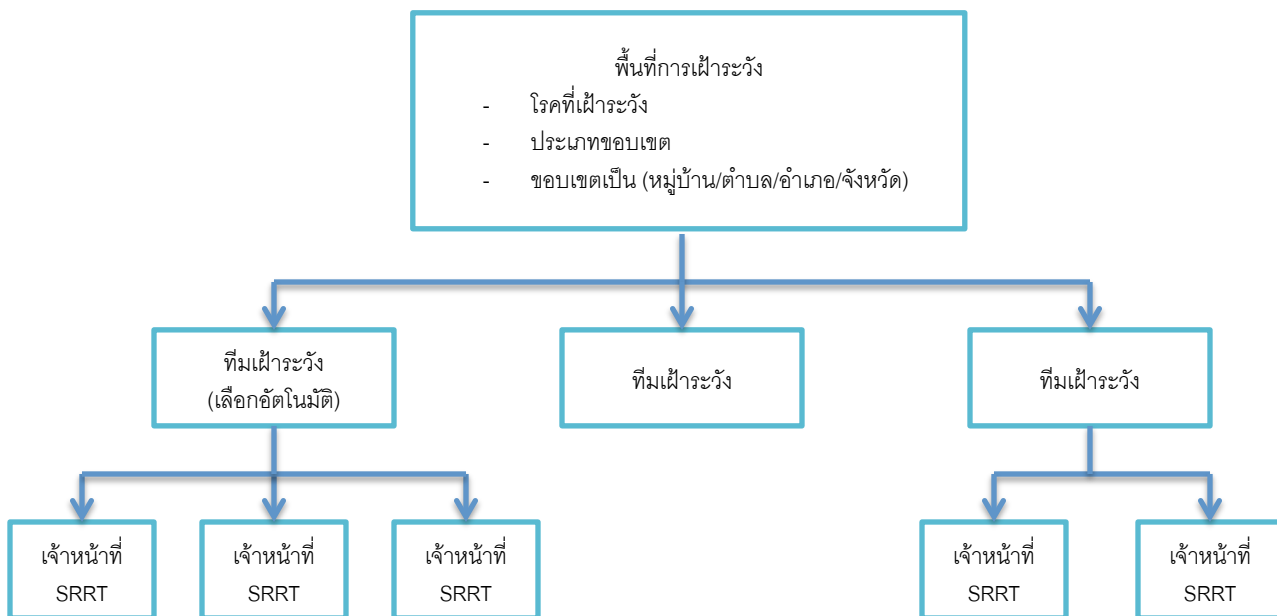 พื้นที่การเฝ้าระวัง
- โรคที่เฝ้าระวัง
- ประเภทขอบเขต
- ขอบเขตเป็น (หมู่บ้าน/ตำบล/อำเภอ/จังหวัด)
ทีมเฝ้าระวัง
(เลือกอัตโนมัติ)
ทีมเฝ้าระวัง
ทีมเฝ้าระวัง
เจ้าหน้าที่
SRRT
เจ้าหน้าที่
SRRT
เจ้าหน้าที่
SRRT
เจ้าหน้าที่
SRRT
เจ้าหน้าที่
SRRT